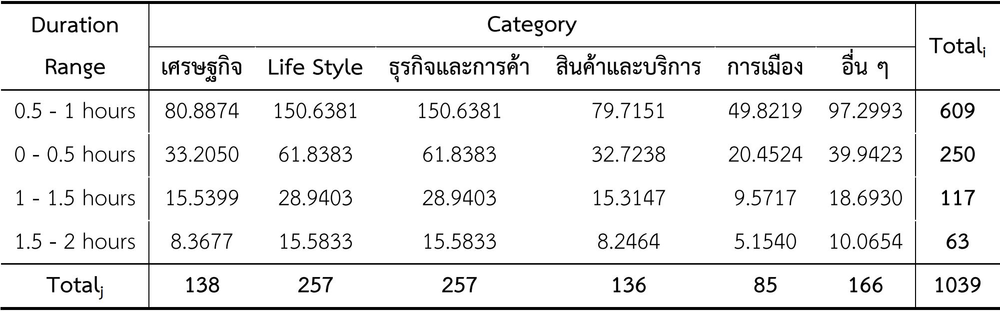 Duration Range Category Total_i
เศรษฐกิจ Life Style ธุรกิจและการค้า สินค้าและบริการ การเมือง อื่น ๆ
0.5 - 1 hours 80.8874 150.6381 150.6381 79.7151 49.8219 97.2993 609
0 - 0.5 hours 33.2050 61.8383 61.8383 32.7238 20.4524 39.9423 250
1 - 1.5 hours 15.5399 28.9403 28.9403 15.3147 9.5717 18.6930 117
1.5 - 2 hours 8.3677 15.5833 15.5833 8.2464 5.1540 10.0654 63
Total_j 138 257 257 136 85 166 1039